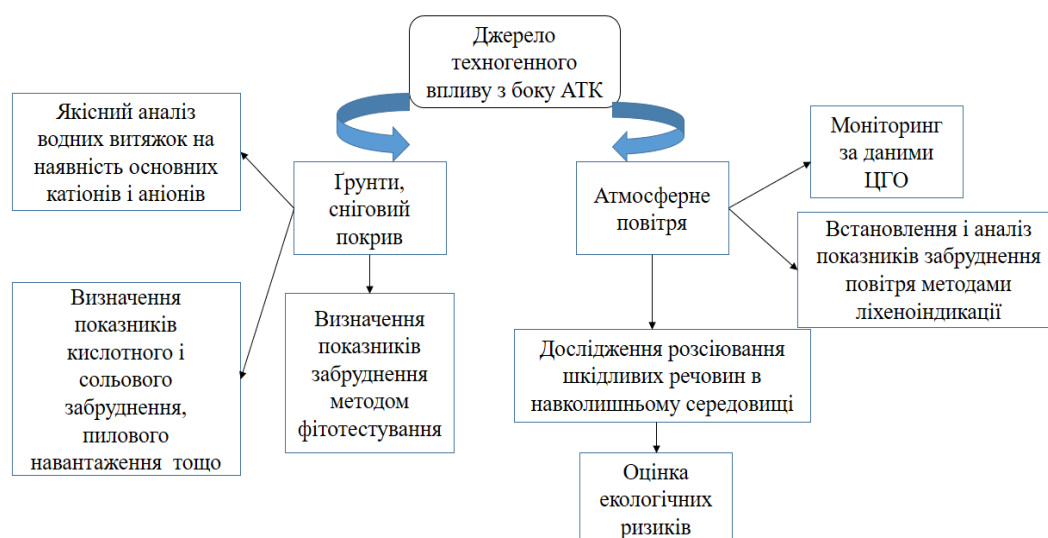 Джерело
техногенного
впливу з боку АТК
Якісний аналіз
водних витяжок на
наявність основних
катіонів і аніонів
Ґрунти,
сніговий
покрив
Атмосферне
повітря
Моніторинг
за даними
ЦГО
Встановлення і аналіз
показників забруднення
повітря методами
ліхеноіндикації
Визначення
показників
кислотного і
сольового
забруднення,
пилового
навантаження тощо
Визначення
показників
забруднення
методом
фітотестування
Дослідження розсіювання
шкідливих речовин в
навколишньому середовищі
Оцінка
екологічних
ризиків